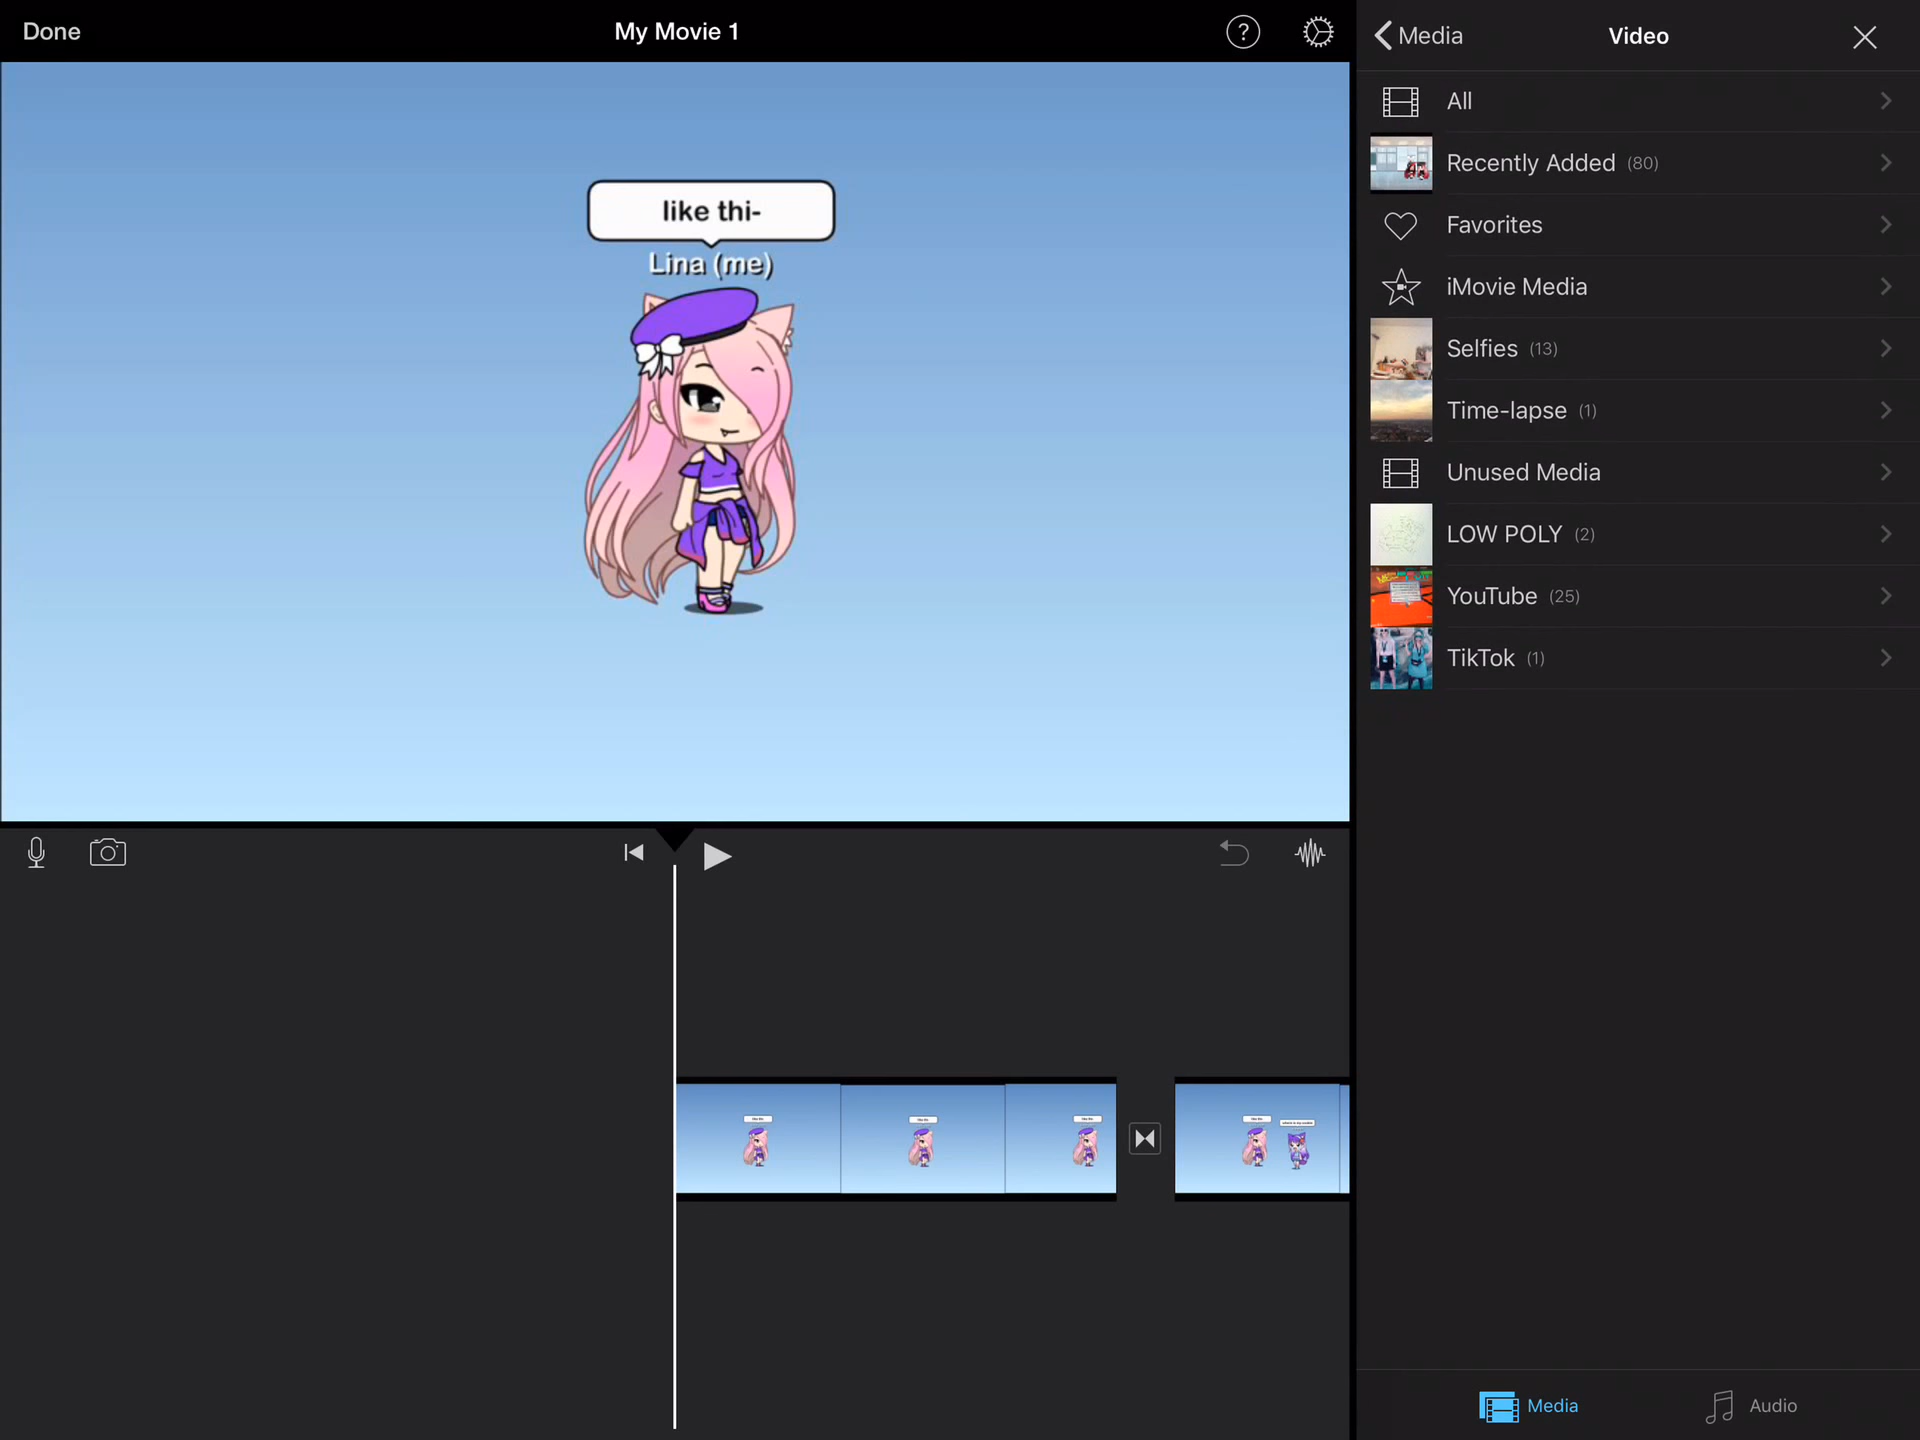 Done
My Movie 1
?
like thi-
Lina (me)
Media
Video
All
Recently Added (80)
Favorites
iMovie Media
Selfies (13)
Time-lapse (1)
Unused Media
LOW POLY (2)
YouTube (25)
TikTok (1)
Media
Audio